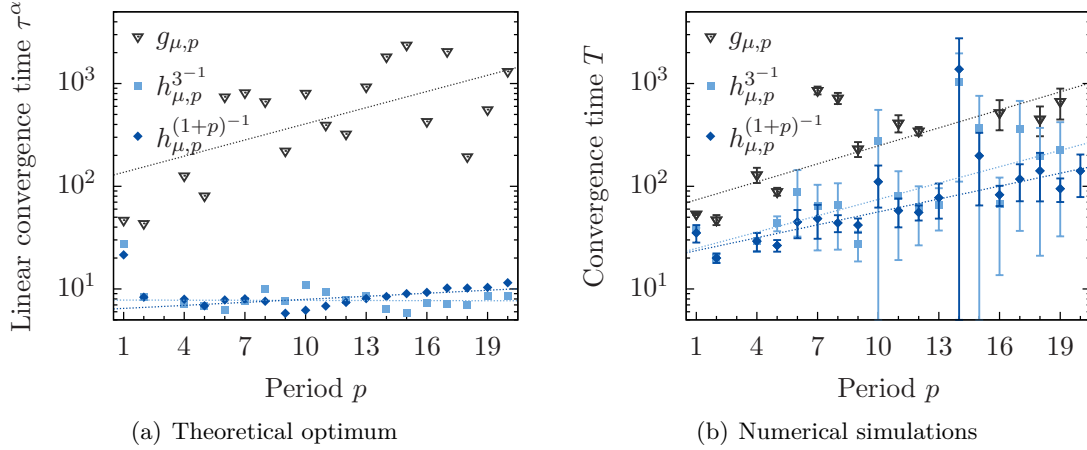 Linear convergence time τ^α
10^3
10^2
10^1
g_{μ,p}
h_{μ,p}^{3−1}
h_{μ,p}^{(1+p)^{−1}}
1 4 7 10 13 16 19
Period p
(a) Theoretical optimum
Convergence time T
10^3
10^2
10^1
g_{μ,p}
h_{μ,p}^{3−1}
h_{μ,p}^{(1+p)^{−1}}
1 4 7 10 13 16 19
Period p
(b) Numerical simulations